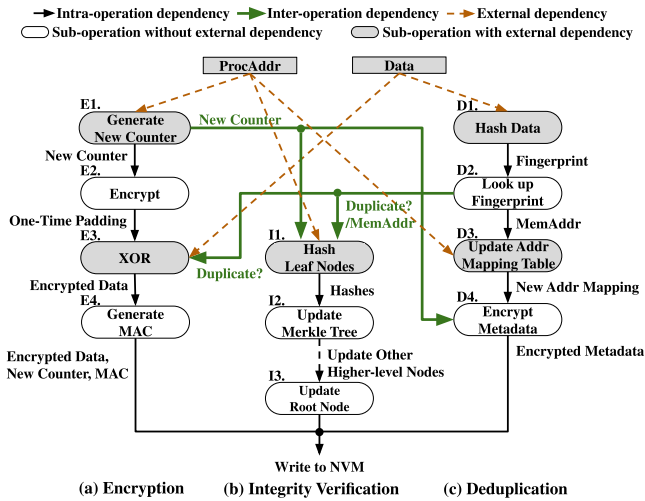 Intra-operation dependency Inter-operation dependency External dependency
Sub-operation without external dependency Sub-operation with external dependency
ProcAddr Data
E1.
Generate
New Counter
New Counter
E2.
Encrypt
One-Time Padding
E3.
XOR
Encrypted Data
E4.
Generate
MAC
Encrypted Data,
New Counter, MAC
New Counter
Duplicate?
/MemAddr
Duplicate?
I1.
Hash
Leaf Nodes
Hashes
I2.
Update
Merkle Tree
Update Other
Higher-level Nodes
I3.
Update
Root Node
D1.
Hash Data
Fingerprint
D2.
Look up
Fingerprint
MemAddr
D3.
Update Addr
Mapping Table
New Addr Mapping
D4.
Encrypt
Metadata
Encrypted Metadata
Write to NVM
(a) Encryption (b) Integrity Verification (c) Deduplication